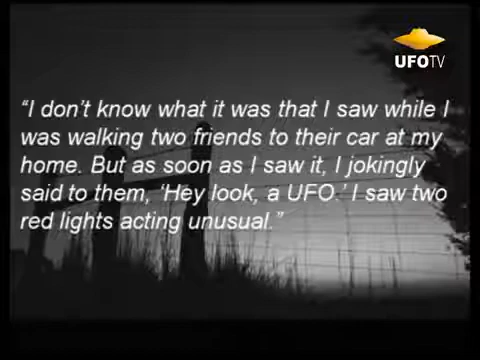 UFOTV
“I don’t know what it was that I saw while I
was walking two friends to their car at my
home. But as soon as I saw it, I jokingly
said to them, ‘Hey look, a UFO.’ I saw two
red lights acting unusual.”